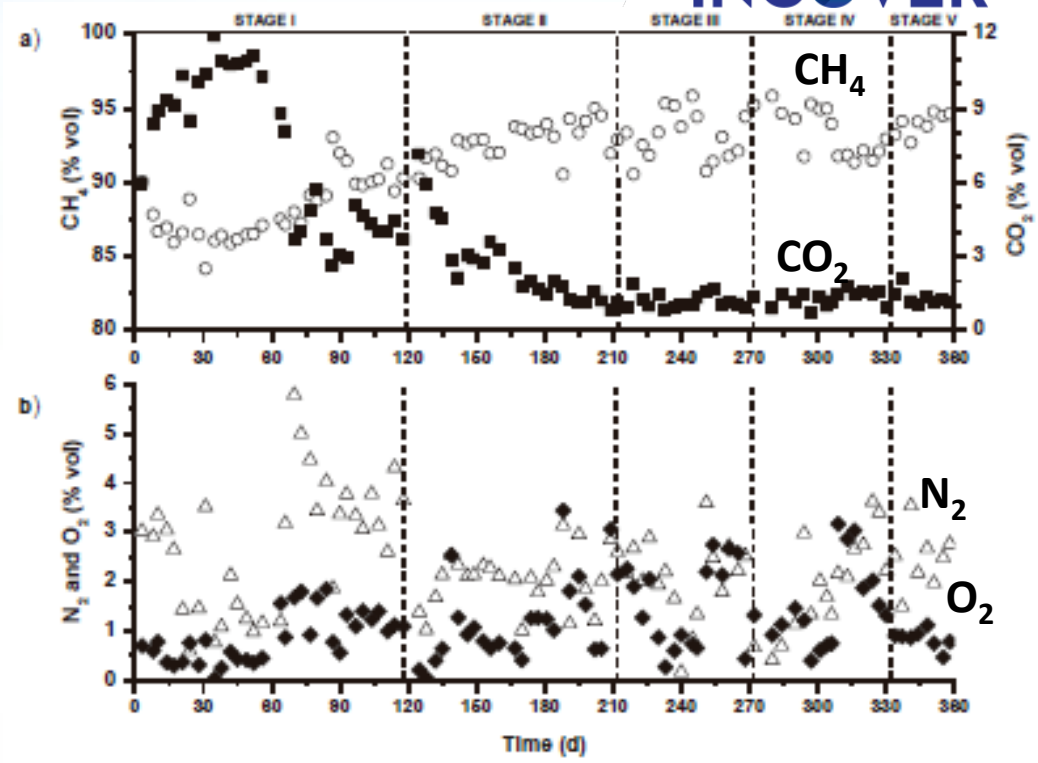 INCOVER
STAGE I STAGE II STAGE III STAGE IV STAGE V
a)
100 12
CH4
95 9
90 6
CH4 (% vol)
CO2 (% vol)
85 3
CO2
80 0
0 30 60 90 120 150 180 210 240 270 300 330 360
b)
6
5
4
N2
3
N2 and O2 (% vol)
2
O2
1
0
0 30 60 90 120 150 180 210 240 270 300 330 360
Time (d)